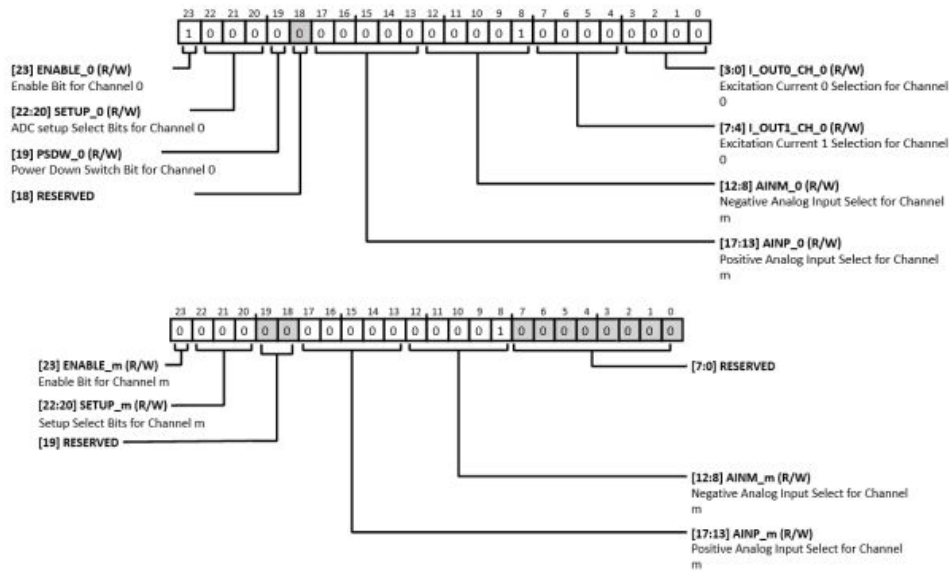 23 22 21 20 19 18 17 16 15 14 13 12 11 10 9 8 7 6 5 4 3 2 1 0
1 0 0 0 0 0 0 0 0 0 0 0 0 0 0 1 0 0 0 0 0 0 0 0
[23] ENABLE_0 (R/W)
Enable Bit for Channel 0
[22:20] SETUP_0 (R/W)
ADC setup Select Bits for Channel 0
[19] PSDW_0 (R/W)
Power Down Switch Bit for Channel 0
[18] RESERVED
[3:0] I_OUT0_CH_0 (R/W)
Excitation Current 0 Selection for Channel
0
[7:4] I_OUT1_CH_0 (R/W)
Excitation Current 1 Selection for Channel
0
[12:8] AINM_0 (R/W)
Negative Analog Input Select for Channel
m
[17:13] AINP_0 (R/W)
Positive Analog Input Select for Channel
m
23 22 21 20 19 18 17 16 15 14 13 12 11 10 9 8 7 6 5 4 3 2 1 0
0 0 0 0 0 0 0 0 0 0 0 0 0 0 0 1 0 0 0 0 0 0 0 0
[23] ENABLE_m (R/W)
Enable Bit for Channel m
[22:20] SETUP_m (R/W)
Setup Select Bits for Channel m
[19] RESERVED
[7:0] RESERVED
[12:8] AINM_m (R/W)
Negative Analog Input Select for Channel
m
[17:13] AINP_m (R/W)
Positive Analog Input Select for Channel
m